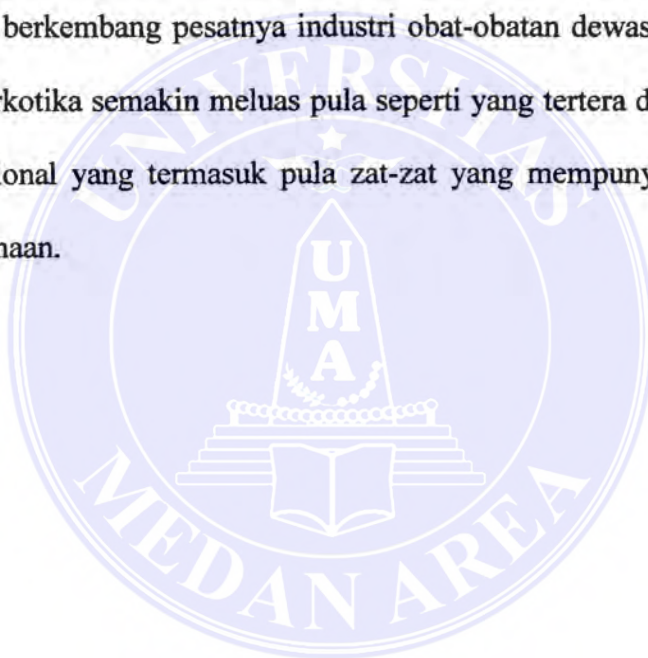 berkembang pesatnya industri obat-obatan dewas
rkotika semakin meluas pula seperti yang tertera d
ional yang termasuk pula zat-zat yang mempuny
naan.
UNIVERSITAS
UMA
MEDAN AREA